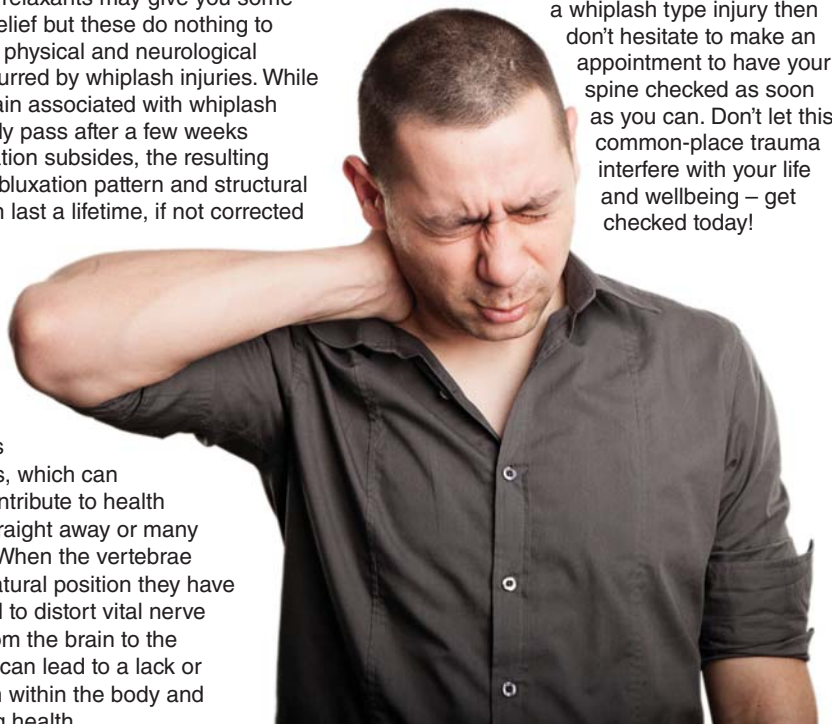 relaxants may give you some
elief but these do nothing to
physical and neurological
urred by whiplash injuries. While
ain associated with whiplash
ly pass after a few weeks
ation subsides, the resulting
bluxation pattern and structural
n last a lifetime, if not corrected
s
s, which can
ntribute to health
raight away or many
When the vertebrae
atural position they have
d to distort vital nerve
om the brain to the
can lead to a lack or
n within the body and
g health
a whiplash type injury then
don’t hesitate to make an
appointment to have your
spine checked as soon
as you can. Don’t let this
common-place trauma
interfere with your life
and wellbeing – get
checked today!